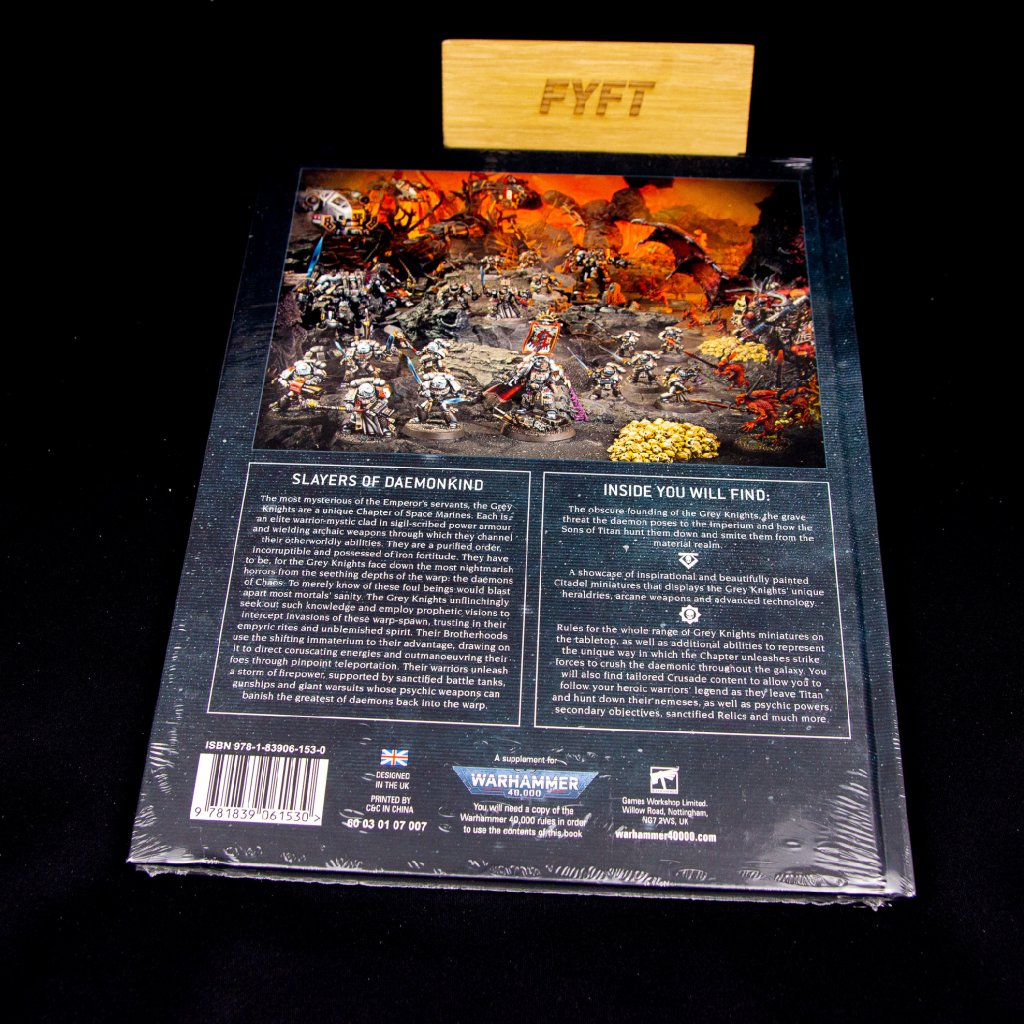 FYFT
SLAYERS OF DAEMONKIND
The most mysterious of the Emperor's servants, the Grey
Knights are a unique Chapter of Space Marines. Each is
an elite warrior-mystic clad in sigil-scribed power armour
and wielding archaic weapons through which they channel
their otherworldly abilities. They are a purified order,
incorruptible and possessed of iron fortitude. They have
to be, for the Grey Knights face down the most nightmarish
horrors from the seething depths of the warp: the daemons
of Chaos. To merely know of these foul beings would blast
apart most mortals' sanity. The Grey Knights unflinchingly
seek out such knowledge and employ prophetic visions to
intercept invasions of these warp-spawn, trusting in their
empyric rites and unblemished spirit. Their Brotherhoods
use the shifting immaterium to their advantage, drawing on
it to direct coruscating energies and outmanoeuvring their
foes through pinpoint teleportation. Their warriors unleash
a storm of firepower, supported by sanctified battle tanks,
gunships and giant warsuits whose psychic weapons can
banish the greatest of daemons back into the warp.
INSIDE YOU WILL FIND:
The obscure founding of the Grey Knights, the grave
threat the daemon poses to the Imperium and how the
Sons of Titan hunt them down and smite them from the
material realm.
A showcase of inspirational and beautifully painted
Citadel miniatures that displays the Grey Knights' unique
heraldries, arcane weapons and advanced technology.
Rules for the whole range of Grey Knights miniatures on
the tabletop, as well as additional abilities to represent
the unique way in which the Chapter unleashes strike
forces to crush the daemonic throughout the galaxy. You
will also find tailored Crusade content to allow you to
follow your heroic warriors' legend as they leave Titan
and hunt down their nemeses, as well as psychic powers,
secondary objectives, sanctified Relics and much more.
ISBN 978-1-83906-153-0
9 781839 061530 >
DESIGNED
IN THE UK
PRINTED BY
C&C IN CHINA
60 03 01 07 007
A supplement for
WARHAMMER
40,000
You will need a copy of the
Warhammer 40,000 rules in order
to use the contents of this book
Games Workshop Limited.
Willow Road, Nottingham,
NG7 2WS, UK
warhammer40000.com